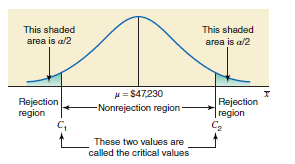 This shaded
area is α/2
This shaded
area is α/2
μ = $47,230
x̄
Rejection
region
Nonrejection region
Rejection
region
C1
C2
These two values are
called the critical values